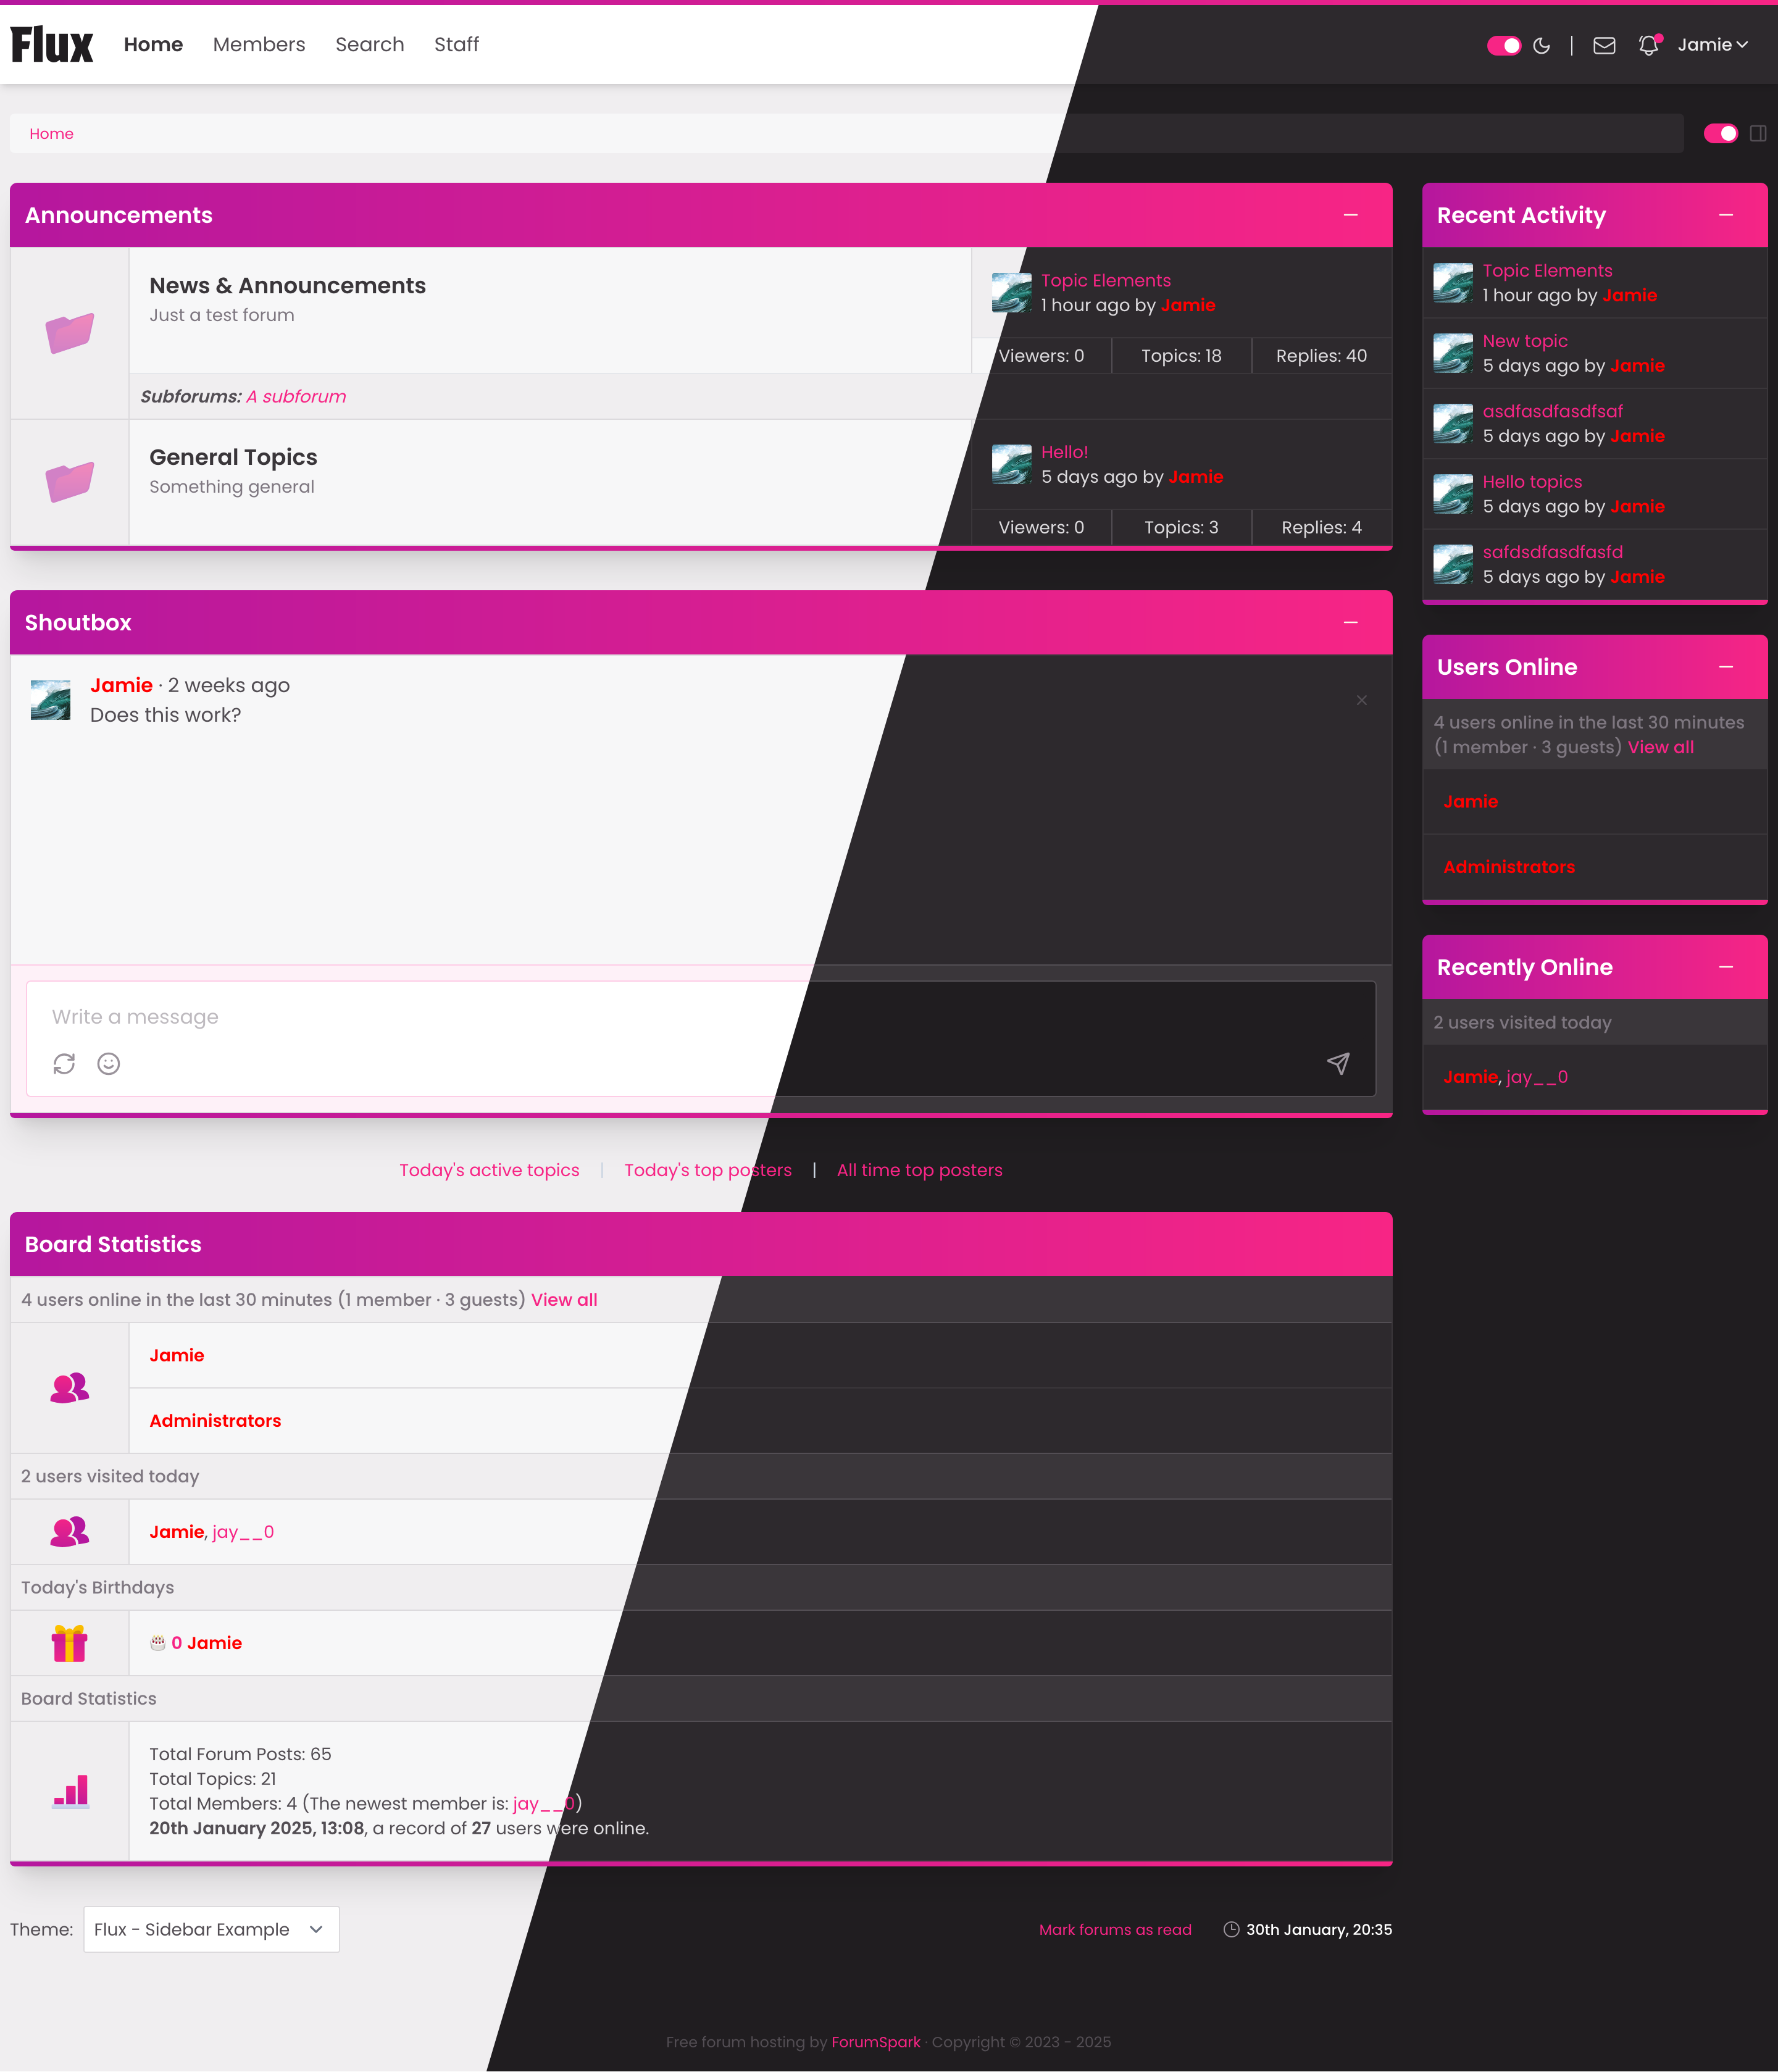 Flux Home Members Search Staff Jamie
Home
Announcements
News & Announcements
Just a test forum
Topic Elements
1 hour ago by Jamie
Viewers: 0 Topics: 18 Replies: 40
Subforums: A subforum
General Topics
Something general
Hello!
5 days ago by Jamie
Viewers: 0 Topics: 3 Replies: 4
Shoutbox
Jamie · 2 weeks ago
Does this work?
Write a message
Today's active topics | Today's top posters | All time top posters
Board Statistics
4 users online in the last 30 minutes (1 member · 3 guests) View all
Jamie
Administrators
2 users visited today
Jamie, jay__0
Today's Birthdays
0 Jamie
Board Statistics
Total Forum Posts: 65
Total Topics: 21
Total Members: 4 (The newest member is: jay__0)
20th January 2025, 13:08, a record of 27 users were online.
Recent Activity
Topic Elements
1 hour ago by Jamie
New topic
5 days ago by Jamie
asdfasdfasdfsaf
5 days ago by Jamie
Hello topics
5 days ago by Jamie
safdsdfasdfasfd
5 days ago by Jamie
Users Online
4 users online in the last 30 minutes
(1 member · 3 guests) View all
Jamie
Administrators
Recently Online
2 users visited today
Jamie, jay__0
Theme: Flux - Sidebar Example
Mark forums as read 30th January, 20:35
Free forum hosting by ForumSpark · Copyright © 2023 - 2025